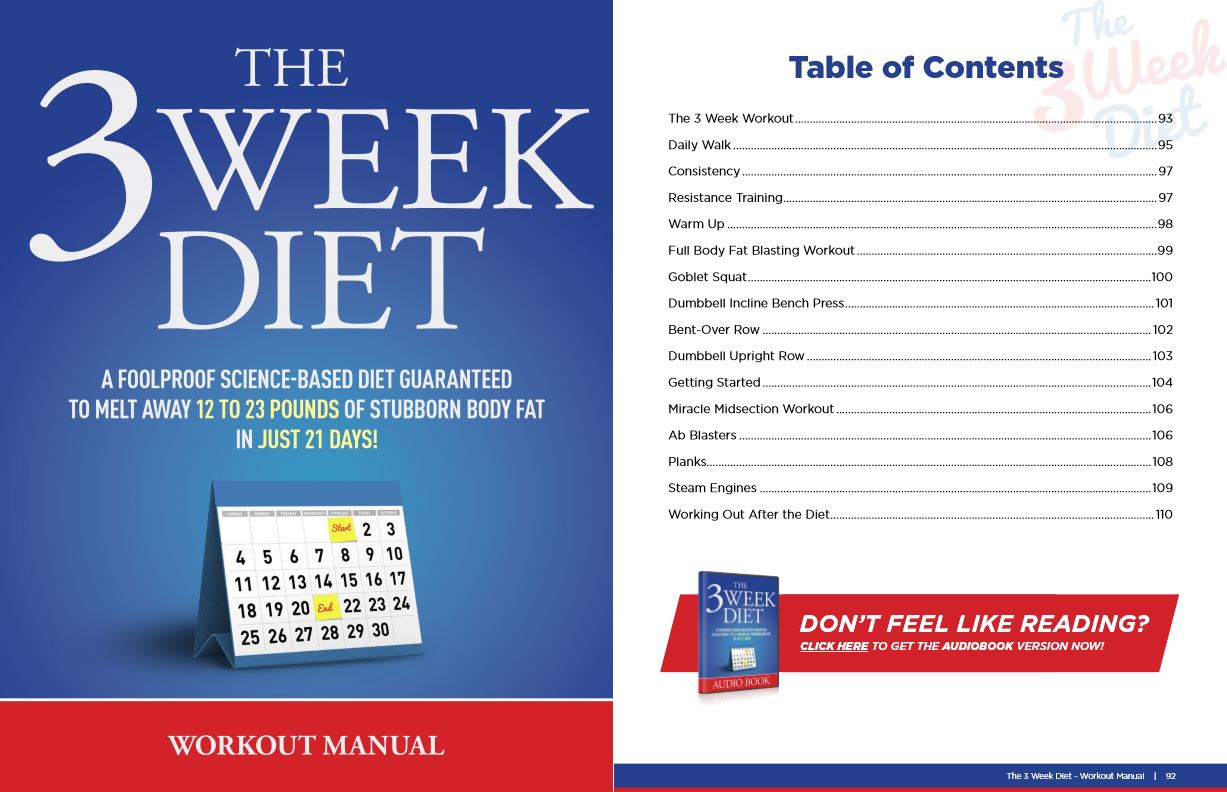 THE
3 WEEK
DIET
A FOOLPROOF SCIENCE-BASED DIET GUARANTEED
TO MELT AWAY 12 TO 23 POUNDS OF STUBBORN BODY FAT
IN JUST 21 DAYS!
SUNDAY MONDAY TUESDAY WEDNESDAY THURSDAY FRIDAY SATURDAY
Start 2 3
4 5 6 7 8 9 10
11 12 13 14 15 16 17
18 19 20 End 22 23 24
25 26 27 28 29 30
WORKOUT MANUAL
The
3 Week
Diet
Table of Contents
The 3 Week Workout 93
Daily Walk 95
Consistency 97
Resistance Training 97
Warm Up 98
Full Body Fat Blasting Workout 99
Goblet Squat 100
Dumbbell Incline Bench Press 101
Bent-Over Row 102
Dumbbell Upright Row 103
Getting Started 104
Miracle Midsection Workout 106
Ab Blasters 106
Planks 108
Steam Engines 109
Working Out After the Diet 110
THE
3 WEEK
DIET
AUDIO BOOK
DON'T FEEL LIKE READING?
CLICK HERE TO GET THE AUDIOBOOK VERSION NOW!
The 3 Week Diet - Workout Manual | 92